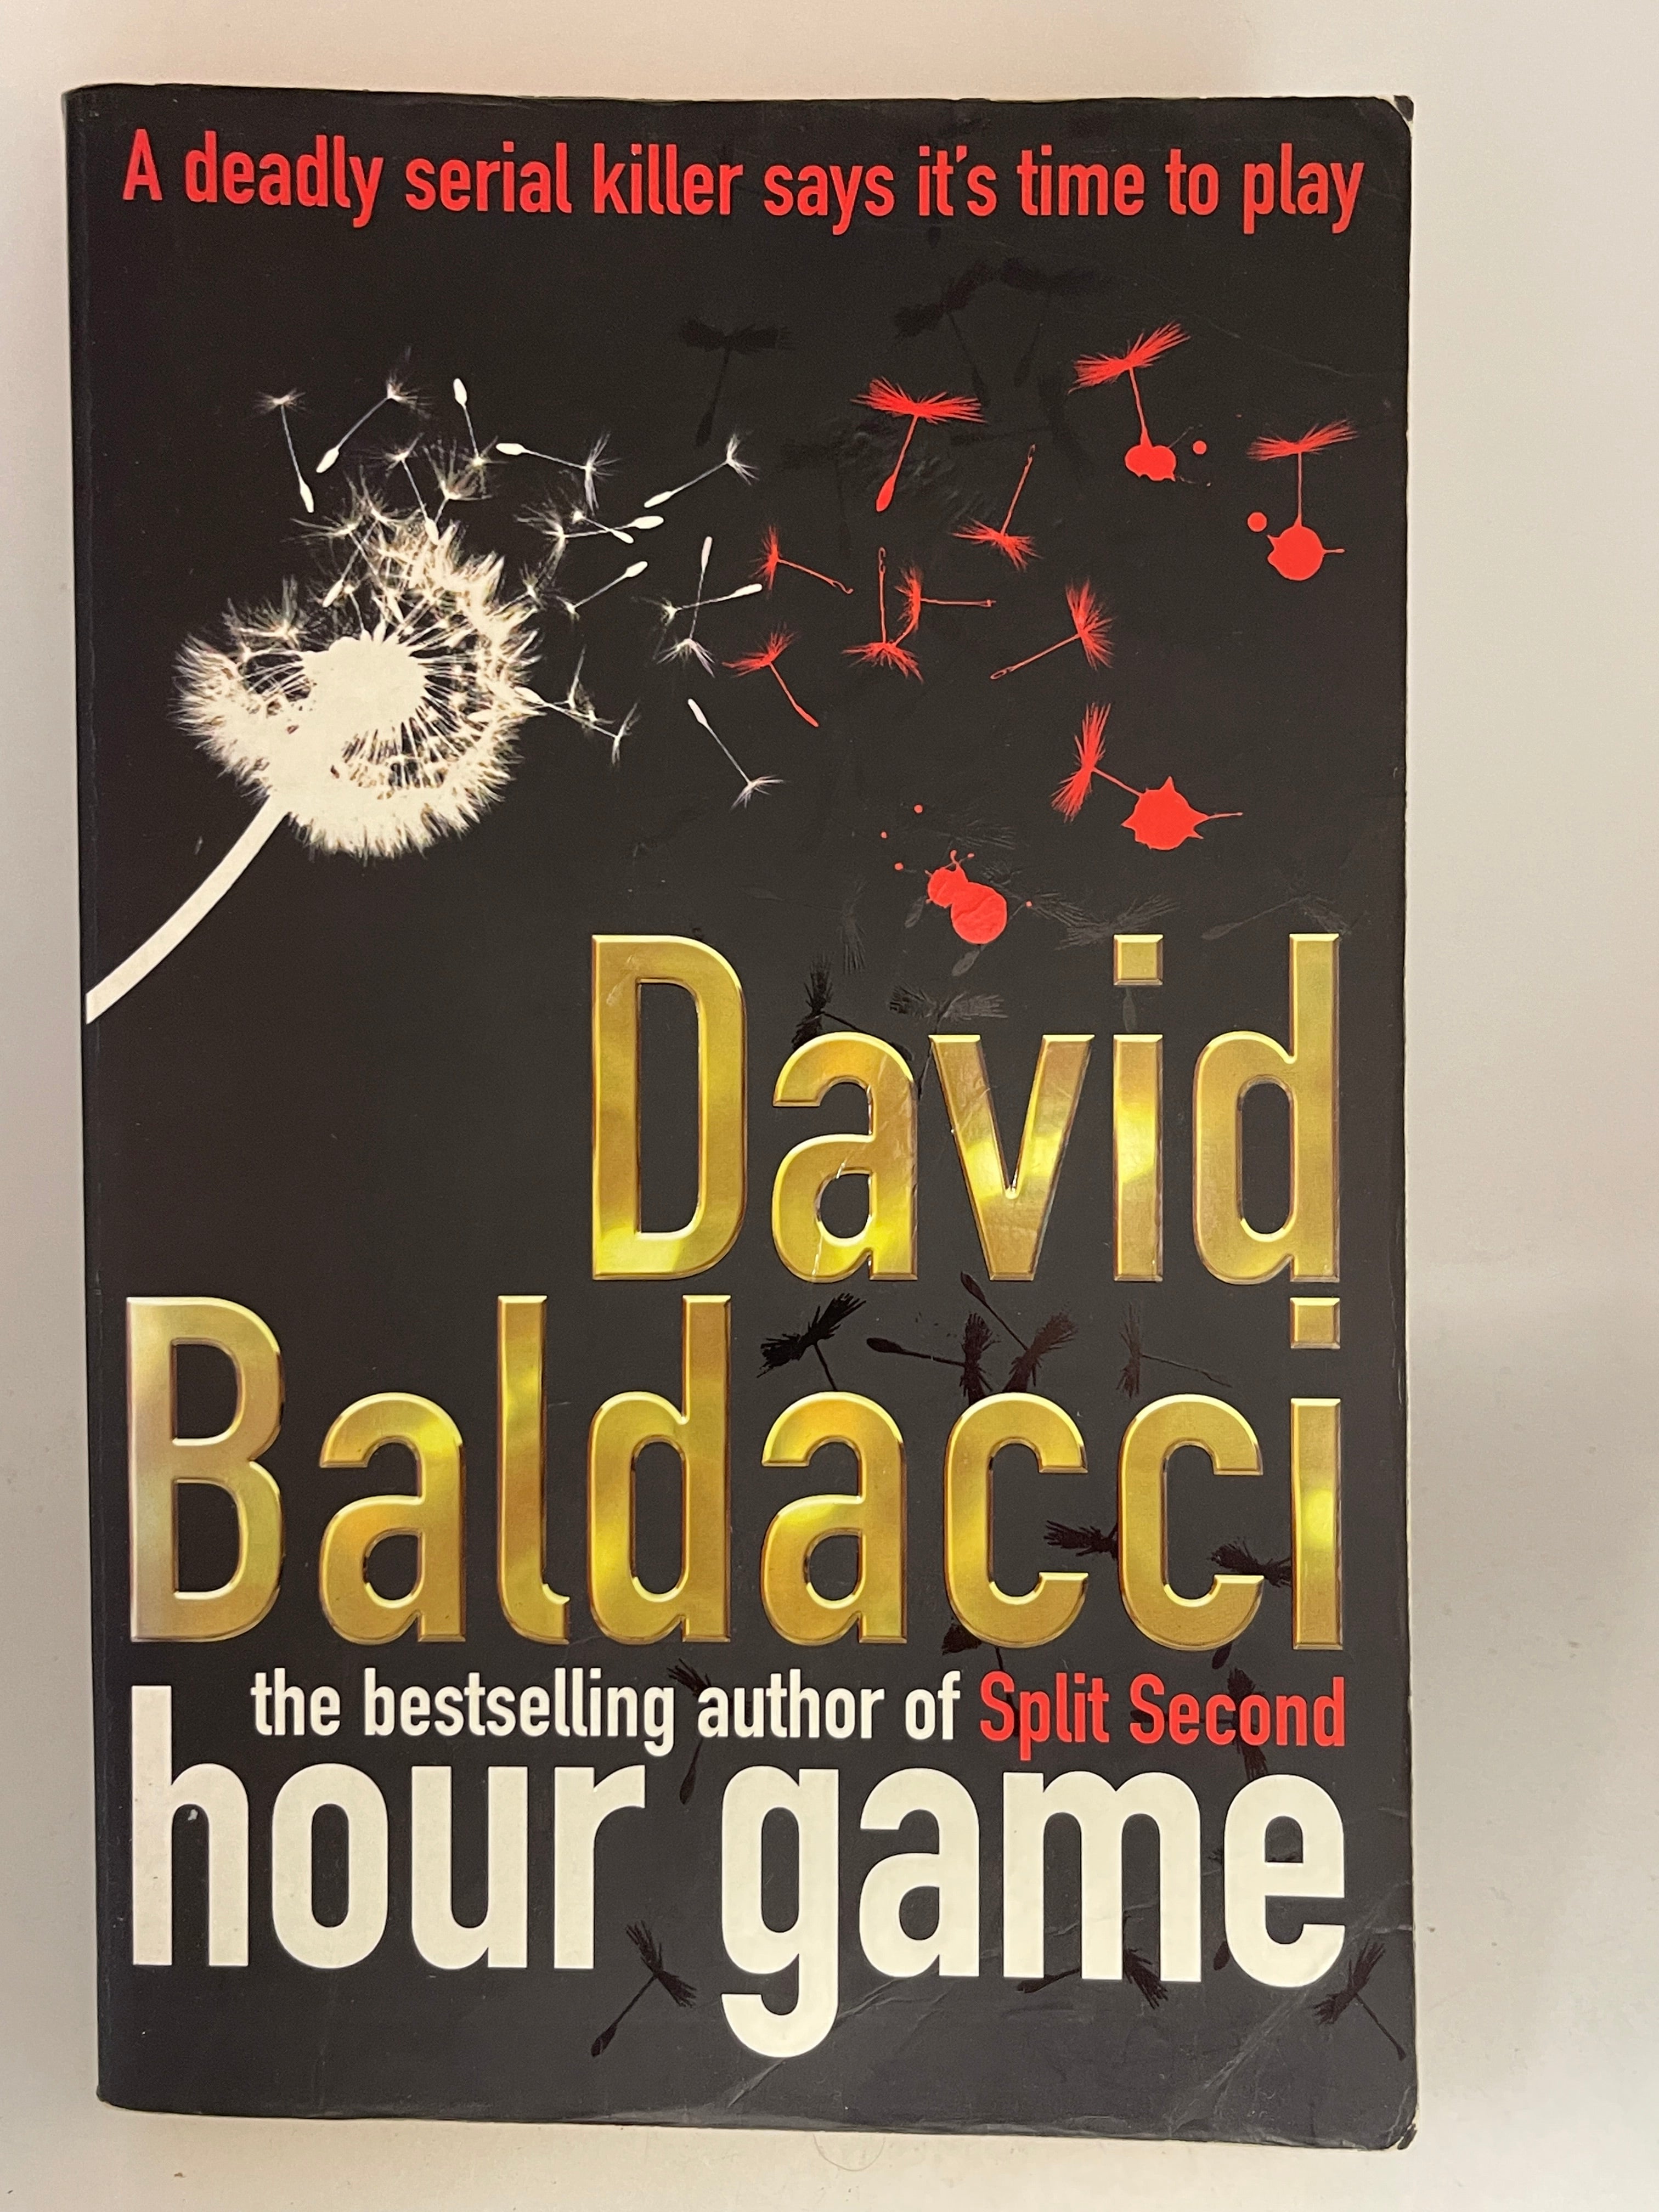 A deadly serial killer says it's time to play
David
Baldacci
the bestselling author of Split Second
hour game